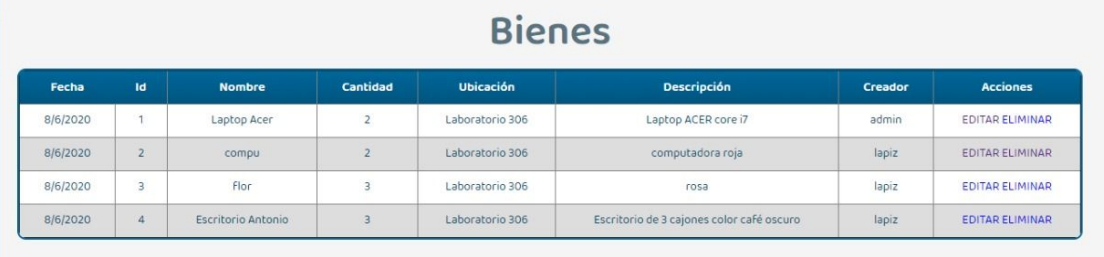 Bienes
Fecha Id Nombre Cantidad Ubicación Descripción Creador Acciones
8/6/2020 1 Laptop Acer 2 Laboratorio 306 Laptop ACER core i7 admin EDITAR ELIMINAR
8/6/2020 2 compu 2 Laboratorio 306 computadora roja lapiz EDITAR ELIMINAR
8/6/2020 3 flor 3 Laboratorio 306 rosa lapiz EDITAR ELIMINAR
8/6/2020 4 Escritorio Antonio 3 Laboratorio 306 Escritorio de 3 cajones color café oscuro lapiz EDITAR ELIMINAR